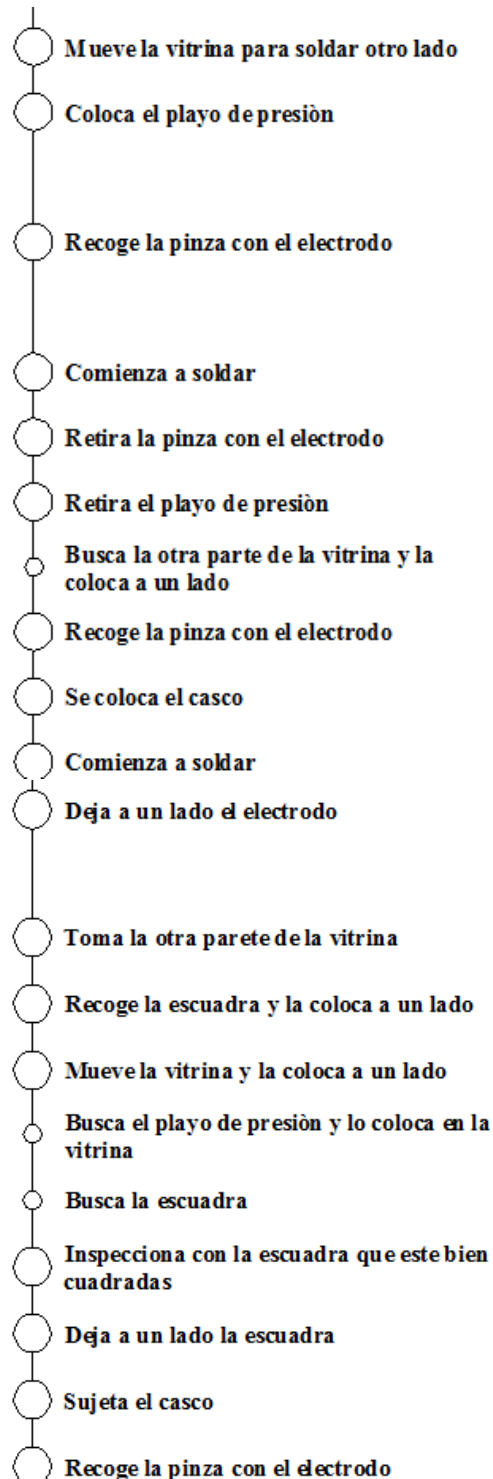 Mueve la vitrina para soldar otro lado
Coloca el playo de presiòn
Recoge la pinza con el electrodo
Comienza a soldar
Retira la pinza con el electrodo
Retira el playo de presiòn
Busca la otra parte de la vitrina y la
coloca a un lado
Recoge la pinza con el electrodo
Se coloca el casco
Comienza a soldar
Deja a un lado el electrodo
Toma la otra parete de la vitrina
Recoge la escuadra y la coloca a un lado
Mueve la vitrina y la coloca a un lado
Busca el playo de presiòn y lo coloca en la
vitrina
Busca la escuadra
Inspecciona con la escuadra que este bien
cuadradas
Deja a un lado la escuadra
Sujeta el casco
Recoge la pinza con el electrodo